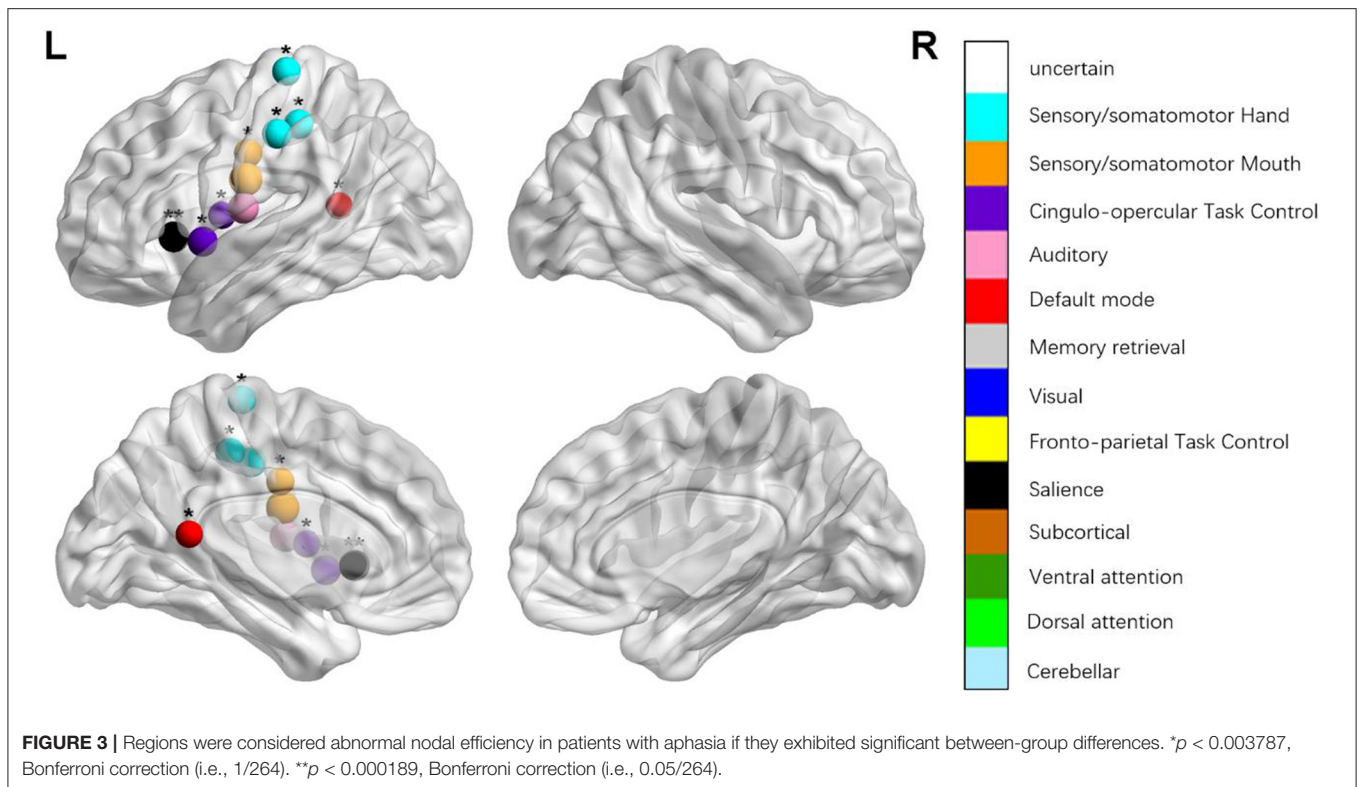 L
R
*
* *
*
*
*
*
**
*
*
*
*
*
*
**
uncertain
Sensory/somatomotor Hand
Sensory/somatomotor Mouth
Cingulo-opercular Task Control
Auditory
Default mode
Memory retrieval
Visual
Fronto-parietal Task Control
Salience
Subcortical
Ventral attention
Dorsal attention
Cerebellar
FIGURE 3 | Regions were considered abnormal nodal efficiency in patients with aphasia if they exhibited significant between-group differences. *p < 0.003787,
Bonferroni correction (i.e., 1/264). **p < 0.000189, Bonferroni correction (i.e., 0.05/264).